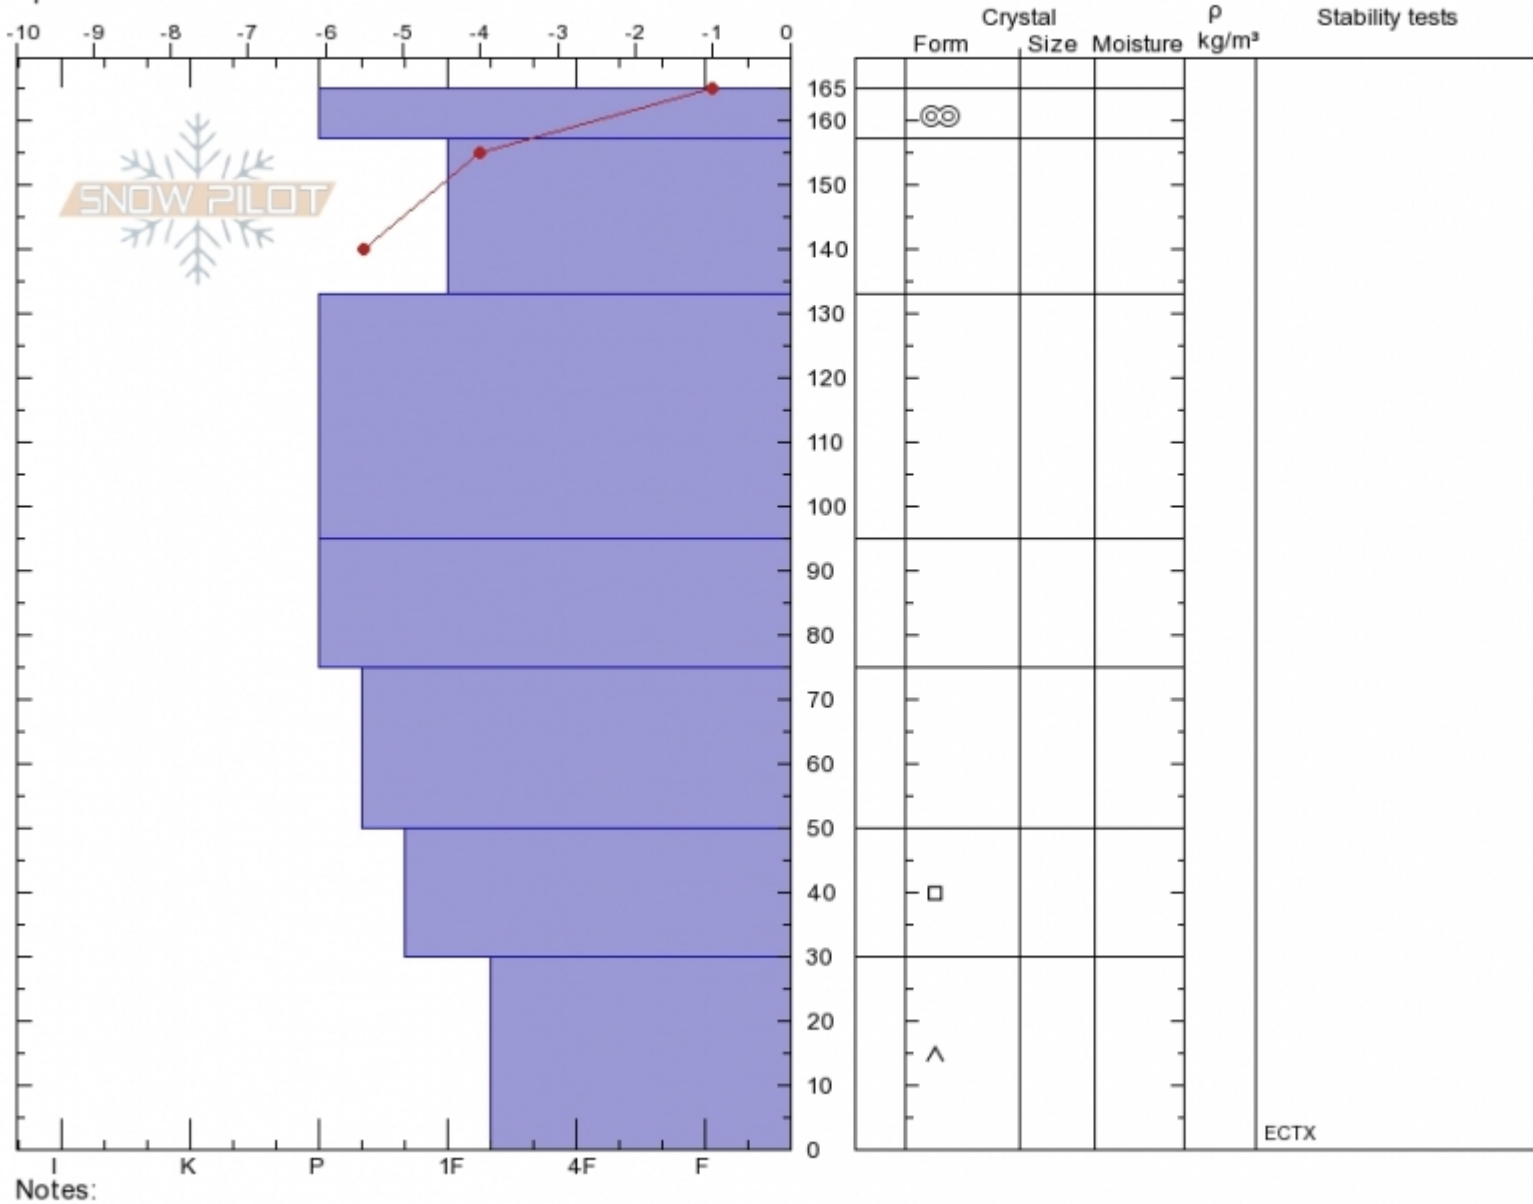 Crystal ρ Stability tests
-10 -9 -8 -7 -6 -5 -4 -3 -2 -1 0 Form Size Moisture kg/m³
165
160
SNOW PILOT
150
140
130
120
110
100
90
80
70
60
50
40
30
20
10
0 ECTX
I K P 1F 4F F
Notes: